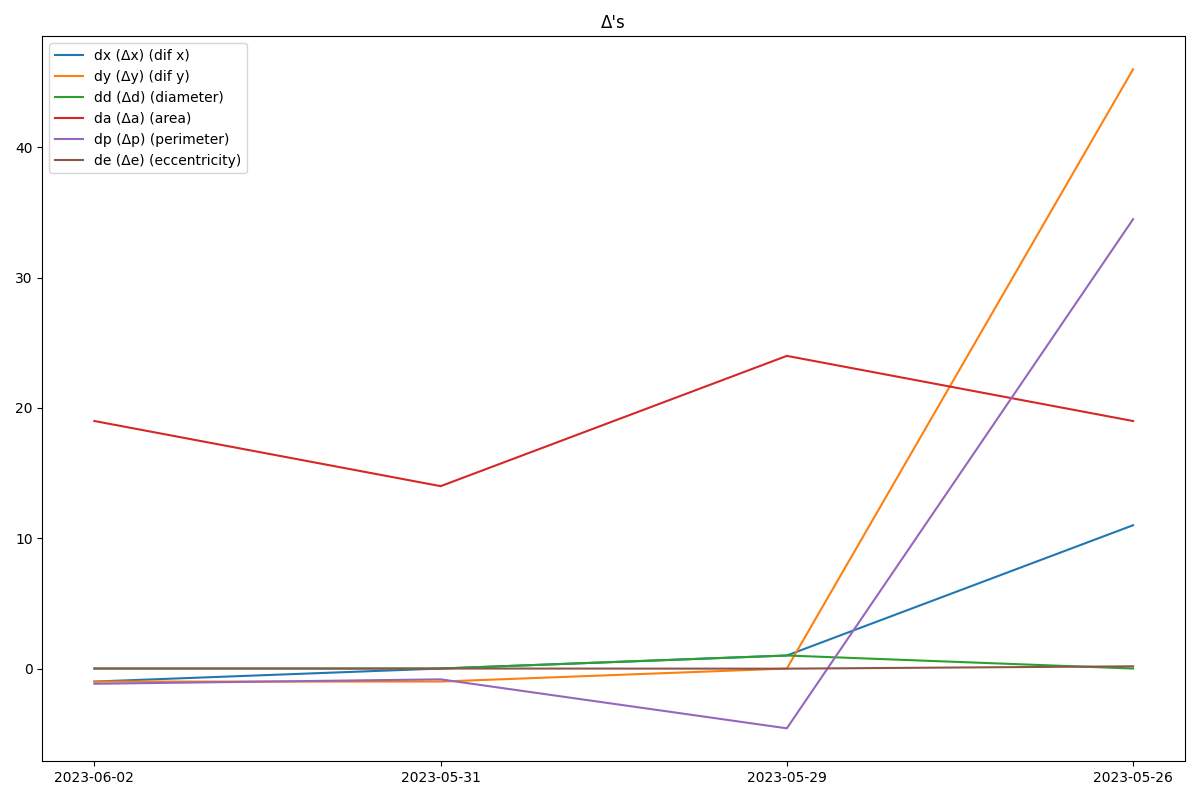 Δ's
dx (Δx) (dif x)
dy (Δy) (dif y)
dd (Δd) (diameter)
da (Δa) (area)
dp (Δp) (perimeter)
de (Δe) (eccentricity)
40
30
20
10
0
2023-06-02 2023-05-31 2023-05-29 2023-05-26